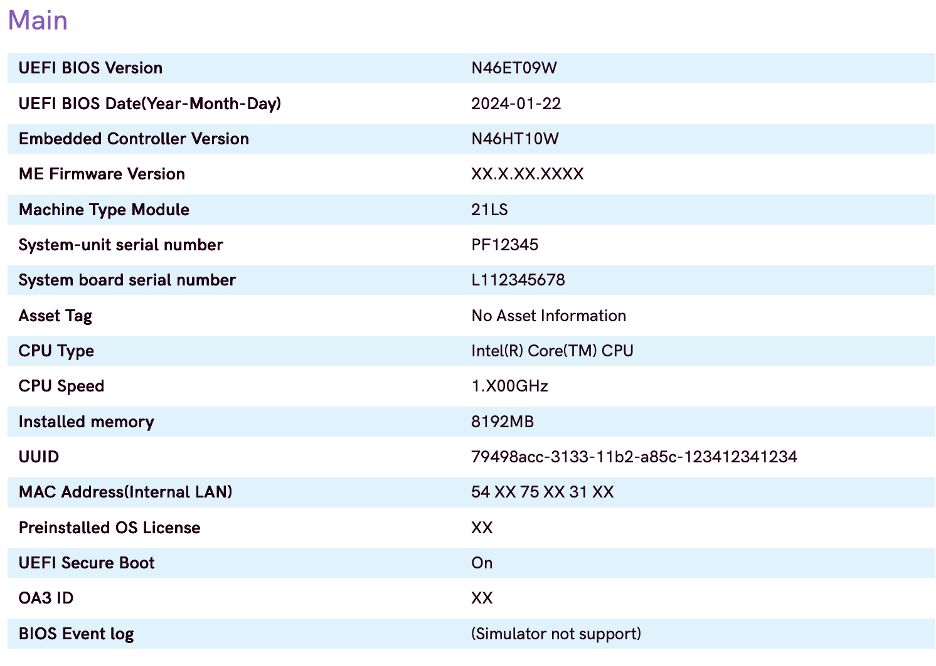 Main
UEFI BIOS Version N46ET09W
UEFI BIOS Date(Year-Month-Day) 2024-01-22
Embedded Controller Version N46HT10W
ME Firmware Version XX.X.XX.XXXX
Machine Type Module 21LS
System-unit serial number PF12345
System board serial number L112345678
Asset Tag No Asset Information
CPU Type Intel(R) Core(TM) CPU
CPU Speed 1.X00GHz
Installed memory 8192MB
UUID 79498acc-3133-11b2-a85c-123412341234
MAC Address(Internal LAN) 54 XX 75 XX 31 XX
Preinstalled OS License XX
UEFI Secure Boot On
OA3 ID XX
BIOS Event log (Simulator not support)